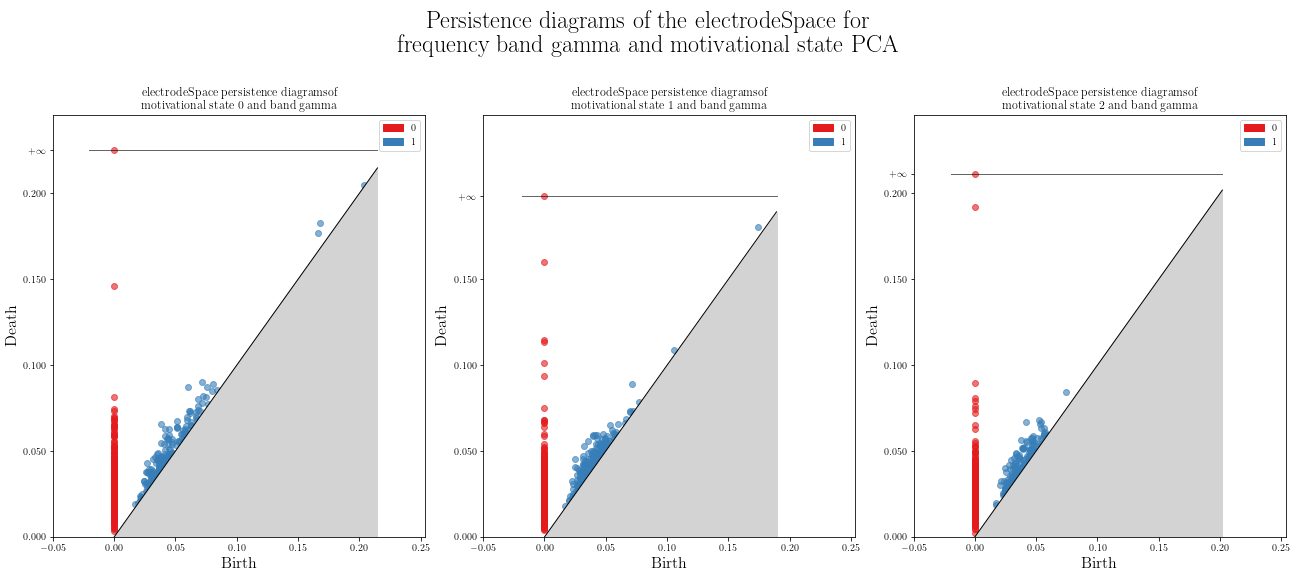 Persistence diagrams of the electrodeSpace for
frequency band gamma and motivational state PCA
electrodeSpace persistence diagramsof
motivational state 0 and band gamma
0
1
+∞
0.200
0.150
0.100
0.050
0.000
Death
−0.05 0.00 0.05 0.10 0.15 0.20 0.25
Birth
electrodeSpace persistence diagramsof
motivational state 1 and band gamma
0
1
+∞
0.150
0.100
0.050
0.000
Death
−0.05 0.00 0.05 0.10 0.15 0.20 0.25
Birth
electrodeSpace persistence diagramsof
motivational state 2 and band gamma
0
1
+∞
0.200
0.150
0.100
0.050
0.000
Death
−0.05 0.00 0.05 0.10 0.15 0.20 0.25
Birth